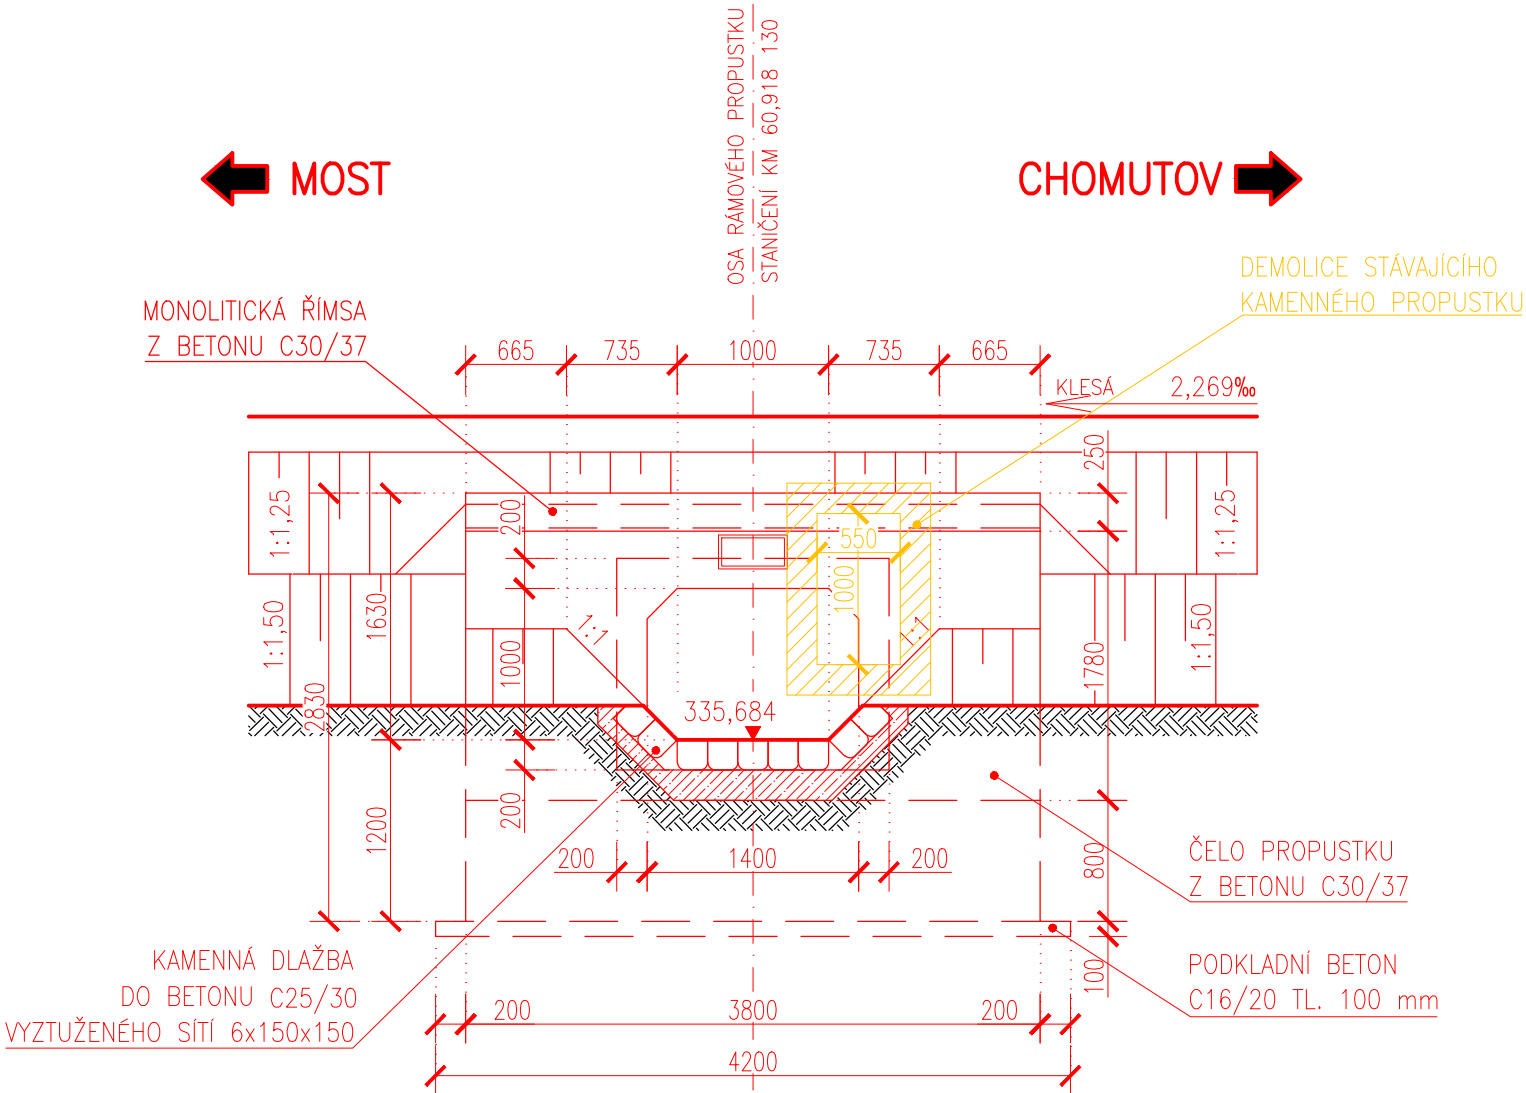 OSA RÁMOVÉHO PROPUSTKU
STANIČENÍ KM 60,918 130
MOST
CHOMUTOV
DEMOLICE STÁVAJÍCÍHO
KAMENNÉHO PROPUSTKU
MONOLITICKÁ ŘÍMSA
Z BETONU C30/37
665
735
1000
735
665
KLESÁ
2,269‰
250
1:1,25
200
550
1:1,25
1000
1:1,50
1630
1:1
1:1
1:1,50
1000
1780
2830
335,684
200
1200
200
1400
200
800
ČELO PROPUSTKU
Z BETONU C30/37
KAMENNÁ DLAŽBA
DO BETONU C25/30
VYZTUŽENÉHO SÍTÍ 6x150x150
100
PODKLADNÍ BETON
C16/20 TL. 100 mm
200
3800
200
4200